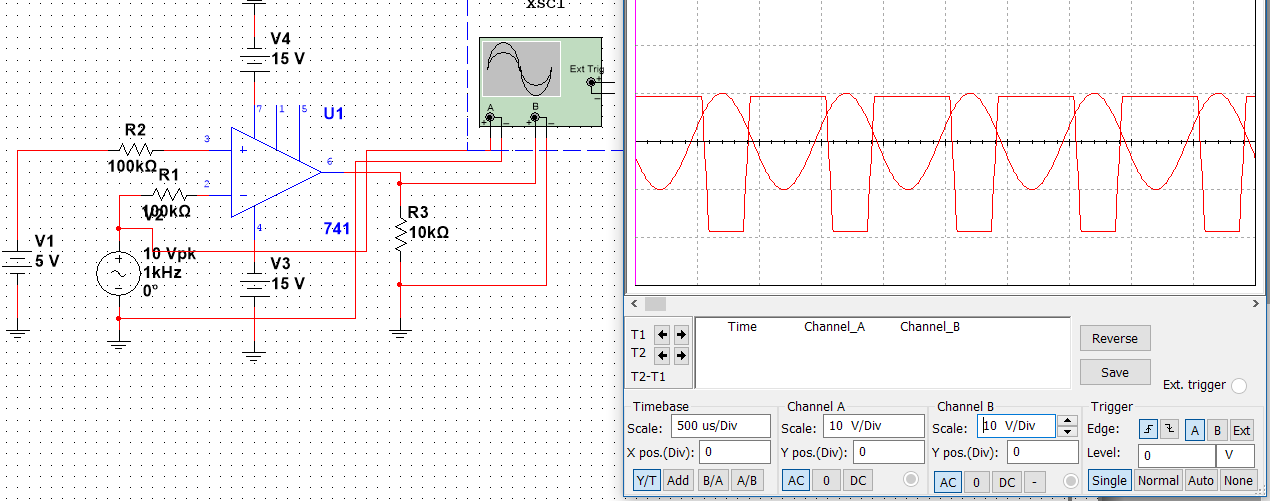 XSC1
V4
15 V
Ext Trig
+
−
A
B
+
−
+
−
7
1
5
U1
R2
100kΩ
3
+
R1
100kΩ
2
−
6
V2
4
741
R3
10kΩ
V1
5 V
10 Vpk
1kHz
0°
V3
15 V
T1
T2
T2-T1
Time Channel_A Channel_B
Reverse
Save
Ext. trigger
Timebase
Scale: 500 us/Div
X pos.(Div): 0
Y/T Add B/A A/B
Channel A
Scale: 10 V/Div
Y pos.(Div): 0
AC 0 DC
Channel B
Scale: 10 V/Div
Y pos.(Div): 0
AC 0 DC -
Trigger
Edge: A B Ext
Level: 0 V
Single Normal Auto None